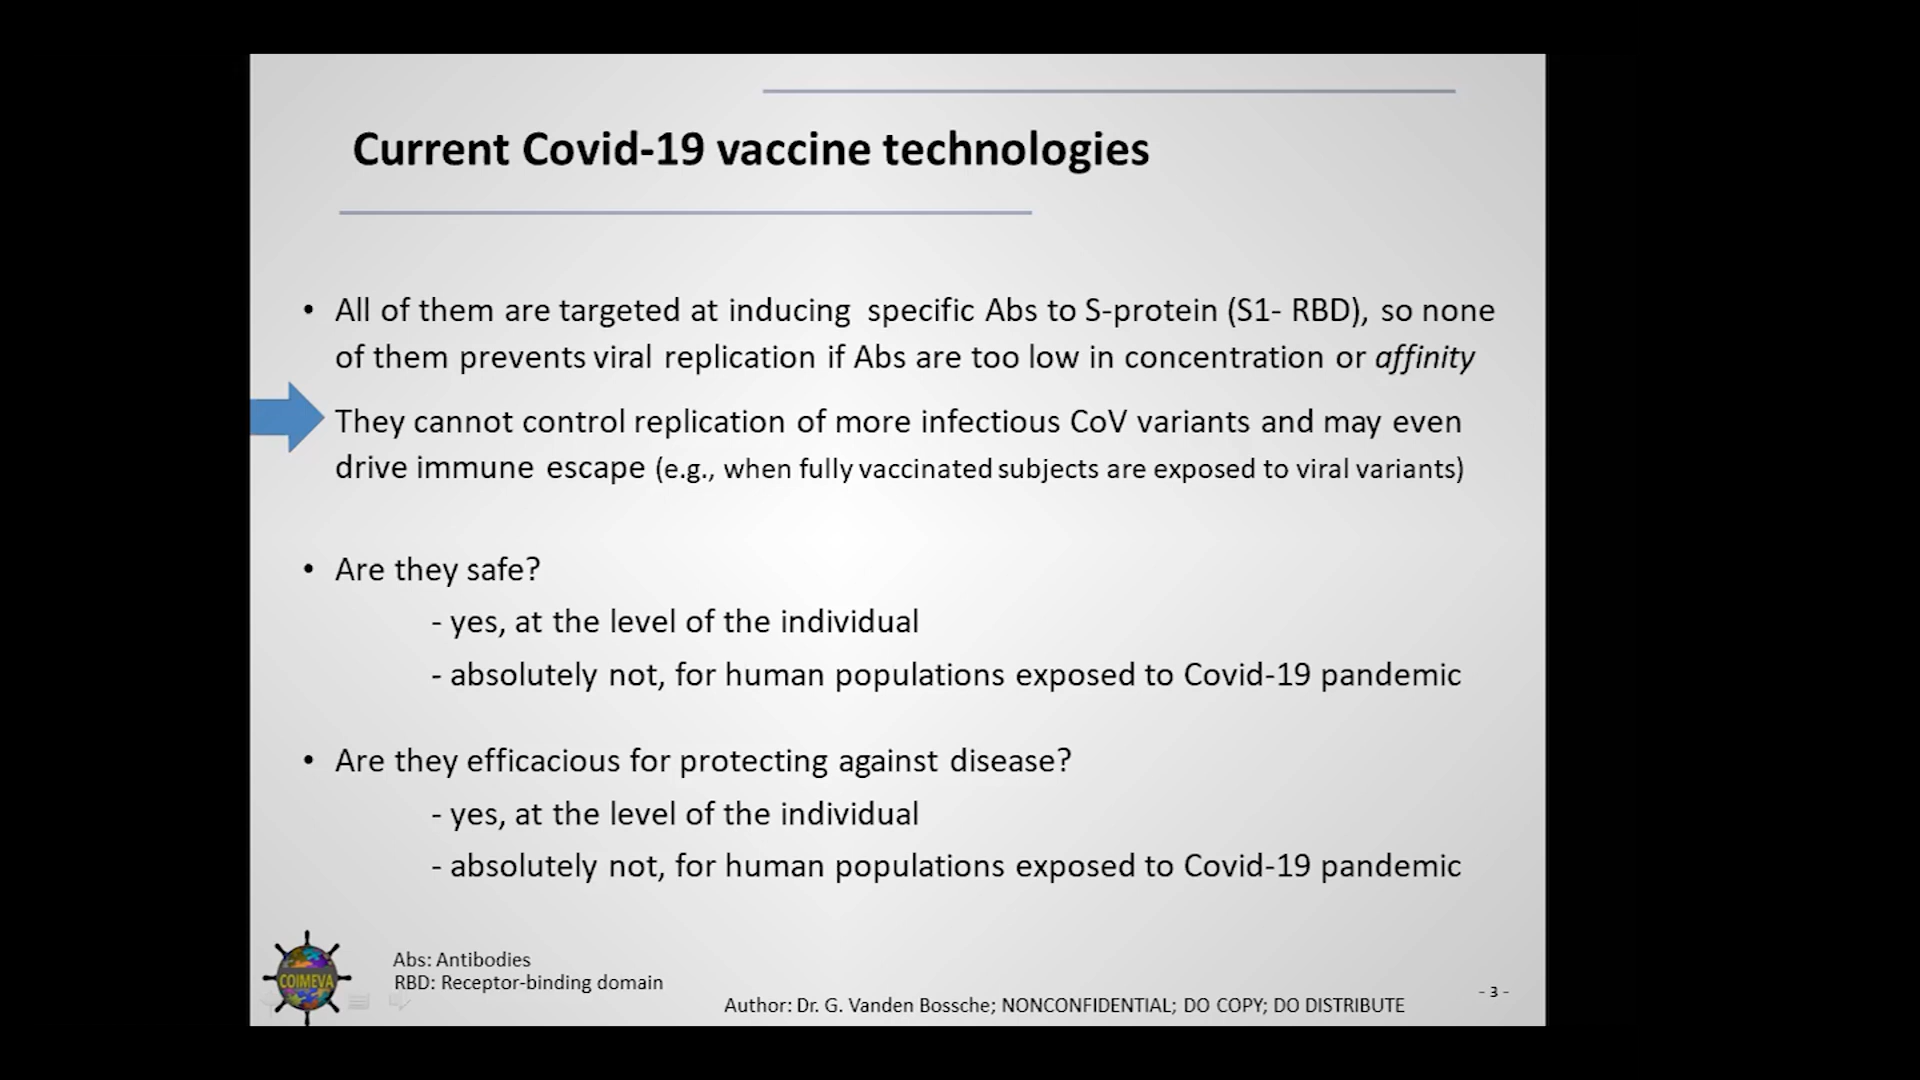 Current Covid-19 vaccine technologies
• All of them are targeted at inducing specific Abs to S-protein (S1- RBD), so none
of them prevents viral replication if Abs are too low in concentration or affinity
They cannot control replication of more infectious CoV variants and may even
drive immune escape (e.g., when fully vaccinated subjects are exposed to viral variants)
• Are they safe?
- yes, at the level of the individual
- absolutely not, for human populations exposed to Covid-19 pandemic
• Are they efficacious for protecting against disease?
- yes, at the level of the individual
- absolutely not, for human populations exposed to Covid-19 pandemic
COIMEVA
Abs: Antibodies
RBD: Receptor-binding domain
Author: Dr. G. Vanden Bossche; NONCONFIDENTIAL; DO COPY; DO DISTRIBUTE
- 3 -